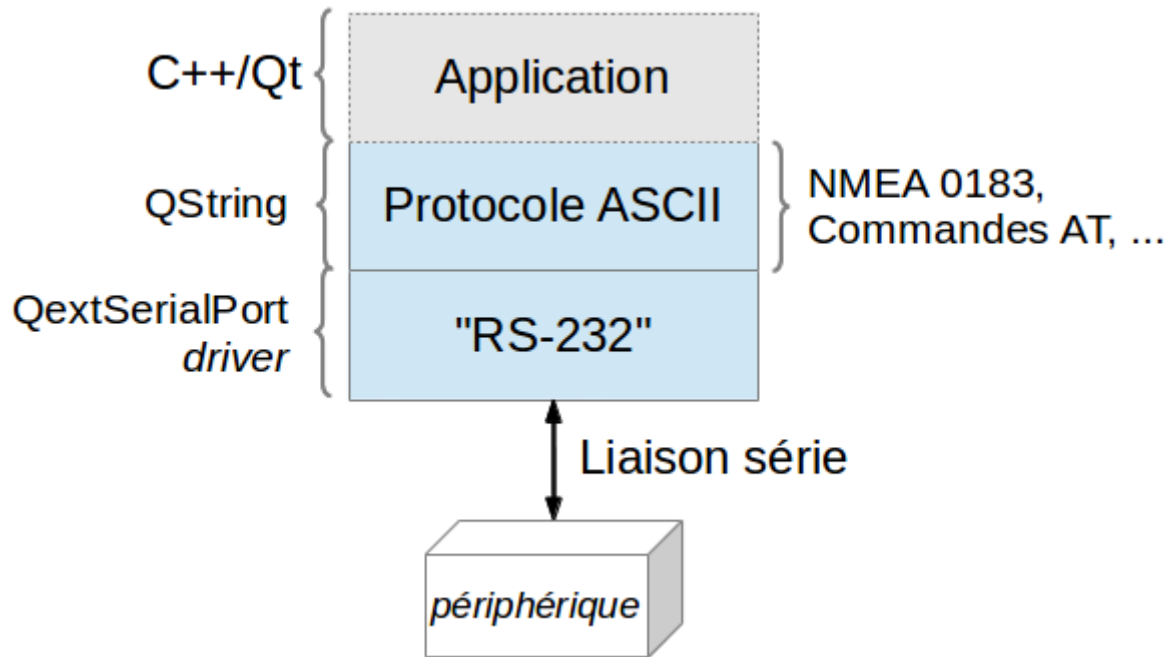 C++/Qt
Application
QString
Protocole ASCII
NMEA 0183,
Commandes AT, ...
QextSerialPort
driver
"RS-232"
Liaison série
périphérique